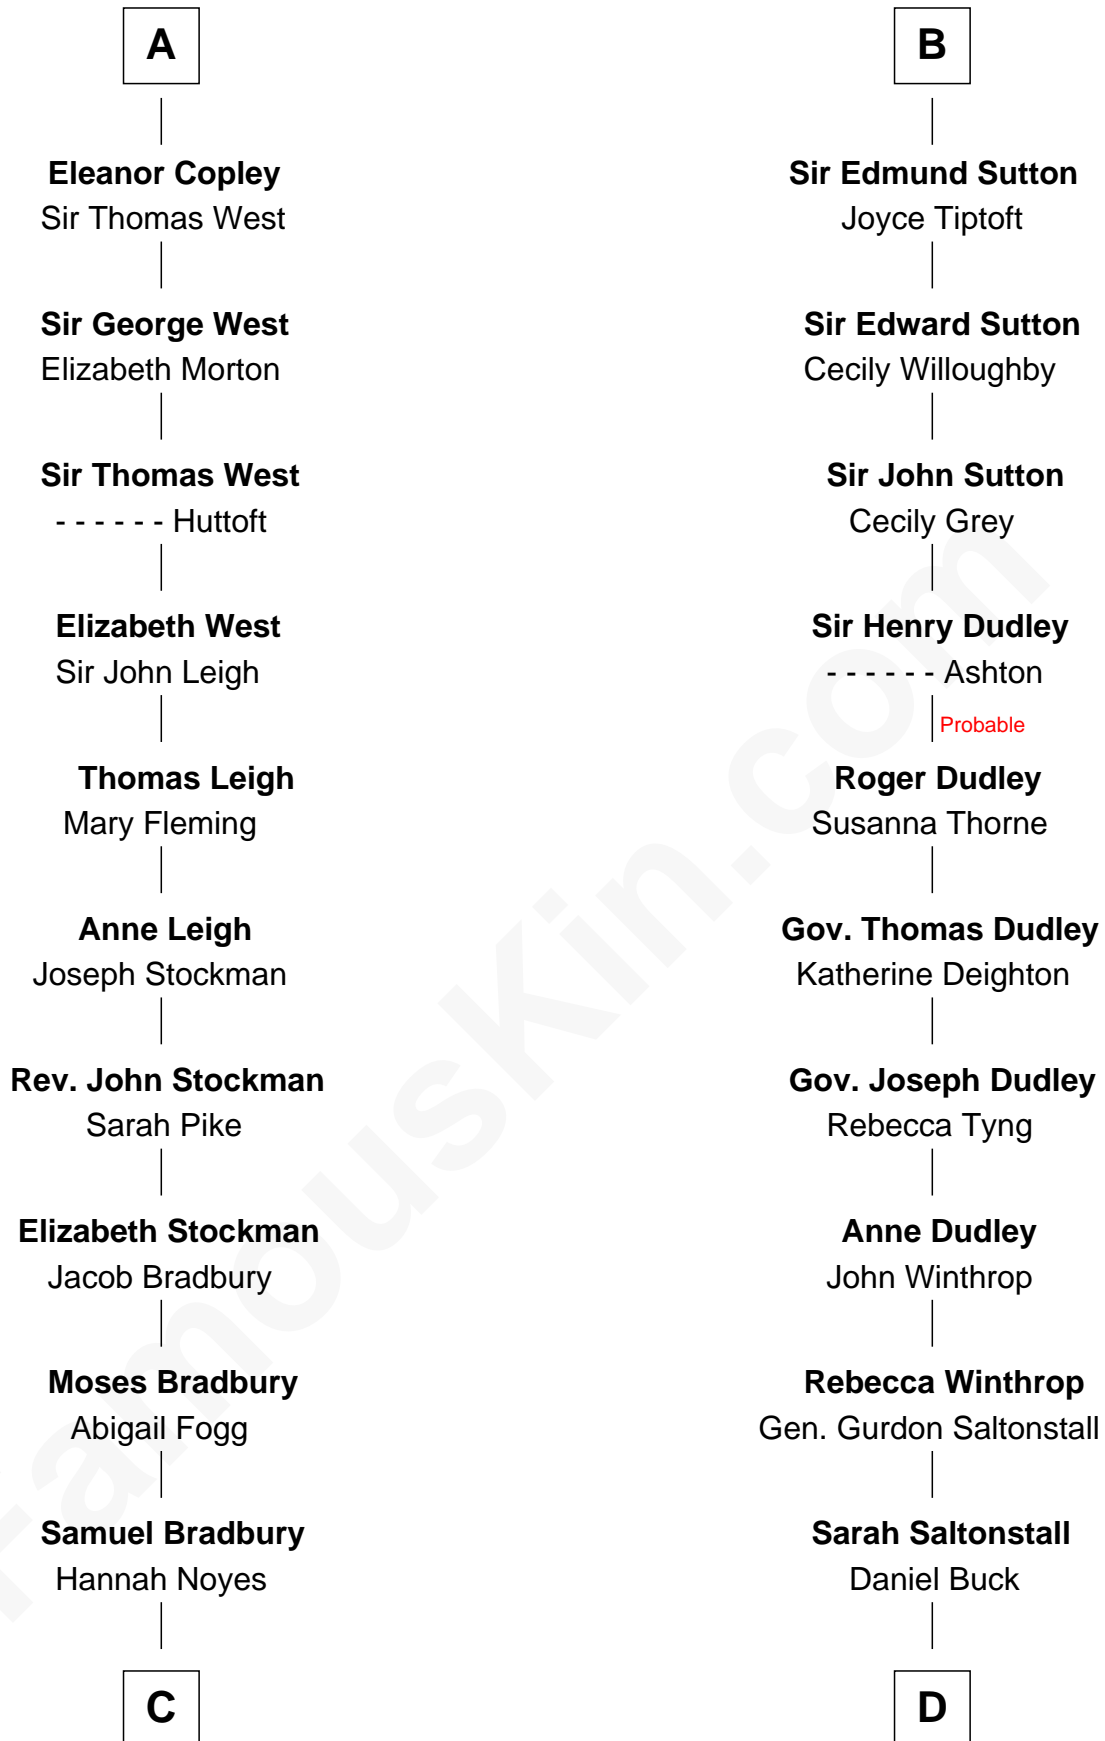 A
Eleanor Copley
Sir Thomas West
Sir George West
Elizabeth Morton
Sir Thomas West
- - - - - - Huttoft
Elizabeth West
Sir John Leigh
Thomas Leigh
Mary Fleming
Anne Leigh
Joseph Stockman
Rev. John Stockman
Sarah Pike
Elizabeth Stockman
Jacob Bradbury
Moses Bradbury
Abigail Fogg
Samuel Bradbury
Hannah Noyes
C
B
Sir Edmund Sutton
Joyce Tiptoft
Sir Edward Sutton
Cecily Willoughby
Sir John Sutton
Cecily Grey
Sir Henry Dudley
- - - - - - Ashton
Probable
Roger Dudley
Susanna Thorne
Gov. Thomas Dudley
Katherine Deighton
Gov. Joseph Dudley
Rebecca Tyng
Anne Dudley
John Winthrop
Rebecca Winthrop
Gen. Gurdon Saltonstall
Sarah Saltonstall
Daniel Buck
D
FamousKin.com